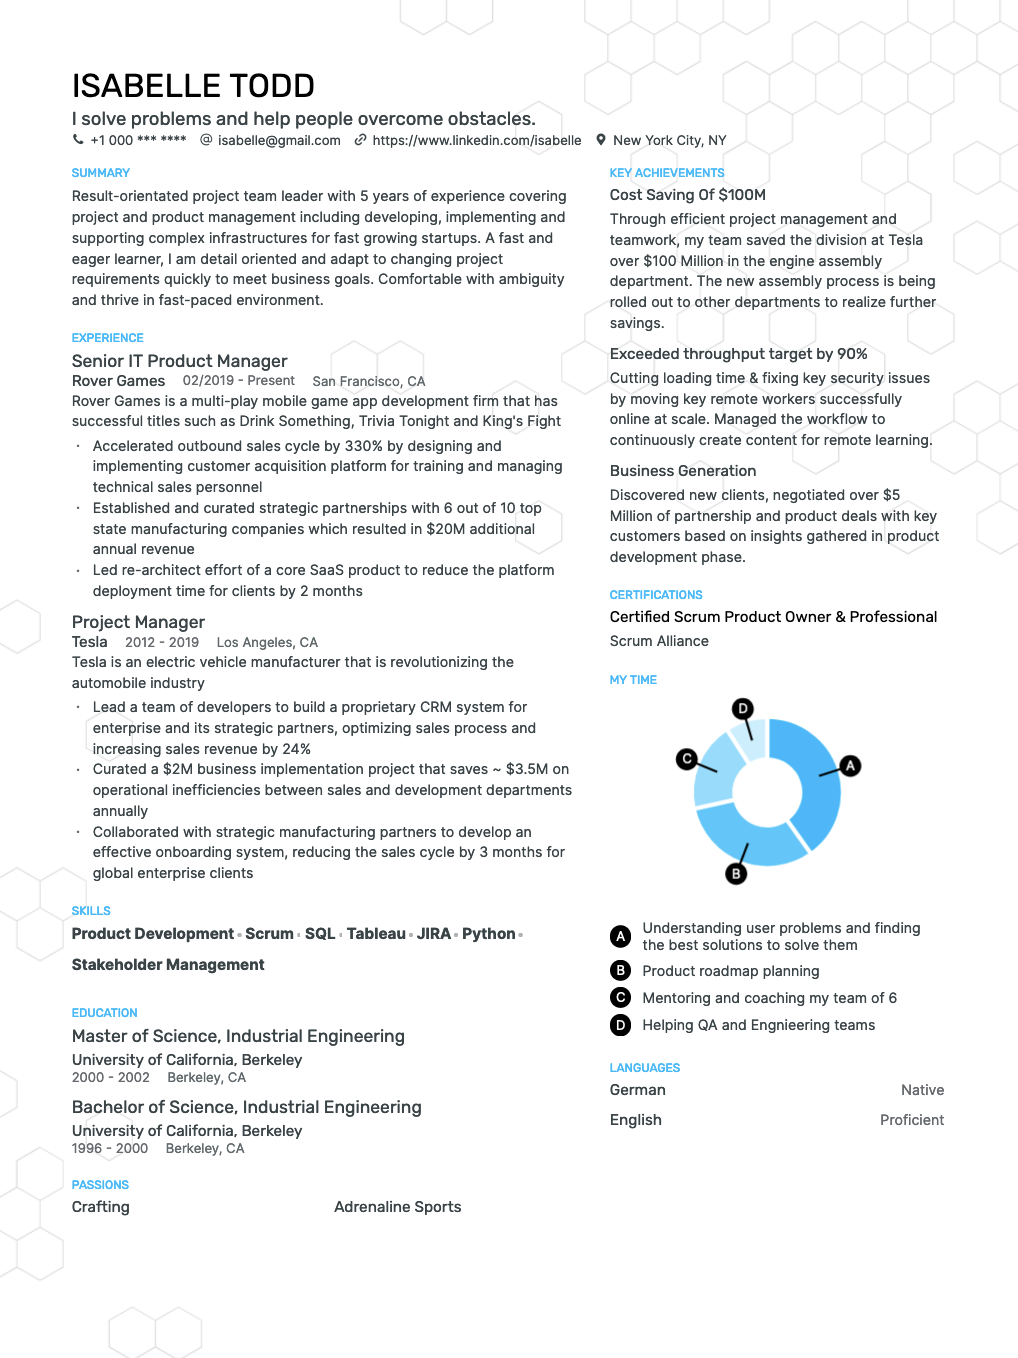 ISABELLE TODD
I solve problems and help people overcome obstacles.
+1 000 *** **** isabelle@gmail.com https://www.linkedin.com/isabelle New York City, NY
SUMMARY
Result-orientated project team leader with 5 years of experience covering
project and product management including developing, implementing and
supporting complex infrastructures for fast growing startups. A fast and
eager learner, I am detail oriented and adapt to changing project
requirements quickly to meet business goals. Comfortable with ambiguity
and thrive in fast-paced environment.
EXPERIENCE
Senior IT Product Manager
Rover Games 02/2019 - Present San Francisco, CA
Rover Games is a multi-play mobile game app development firm that has
successful titles such as Drink Something, Trivia Tonight and King's Fight
· Accelerated outbound sales cycle by 330% by designing and
implementing customer acquisition platform for training and managing
technical sales personnel
· Established and curated strategic partnerships with 6 out of 10 top
state manufacturing companies which resulted in $20M additional
annual revenue
· Led re-architect effort of a core SaaS product to reduce the platform
deployment time for clients by 2 months
Project Manager
Tesla 2012 - 2019 Los Angeles, CA
Tesla is an electric vehicle manufacturer that is revolutionizing the
automobile industry
· Lead a team of developers to build a proprietary CRM system for
enterprise and its strategic partners, optimizing sales process and
increasing sales revenue by 24%
· Curated a $2M business implementation project that saves ~ $3.5M on
operational inefficiencies between sales and development departments
annually
· Collaborated with strategic manufacturing partners to develop an
effective onboarding system, reducing the sales cycle by 3 months for
global enterprise clients
SKILLS
Product Development · Scrum · SQL · Tableau · JIRA · Python ·
Stakeholder Management
EDUCATION
Master of Science, Industrial Engineering
University of California, Berkeley
2000 - 2002 Berkeley, CA
Bachelor of Science, Industrial Engineering
University of California, Berkeley
1996 - 2000 Berkeley, CA
PASSIONS
Crafting Adrenaline Sports
KEY ACHIEVEMENTS
Cost Saving Of $100M
Through efficient project management and
teamwork, my team saved the division at Tesla
over $100 Million in the engine assembly
department. The new assembly process is being
rolled out to other departments to realize further
savings.
Exceeded throughput target by 90%
Cutting loading time & fixing key security issues
by moving key remote workers successfully
online at scale. Managed the workflow to
continuously create content for remote learning.
Business Generation
Discovered new clients, negotiated over $5
Million of partnership and product deals with key
customers based on insights gathered in product
development phase.
CERTIFICATIONS
Certified Scrum Product Owner & Professional
Scrum Alliance
MY TIME
D
C
A
B
A Understanding user problems and finding
the best solutions to solve them
B Product roadmap planning
C Mentoring and coaching my team of 6
D Helping QA and Engnieering teams
LANGUAGES
German Native
English Proficient